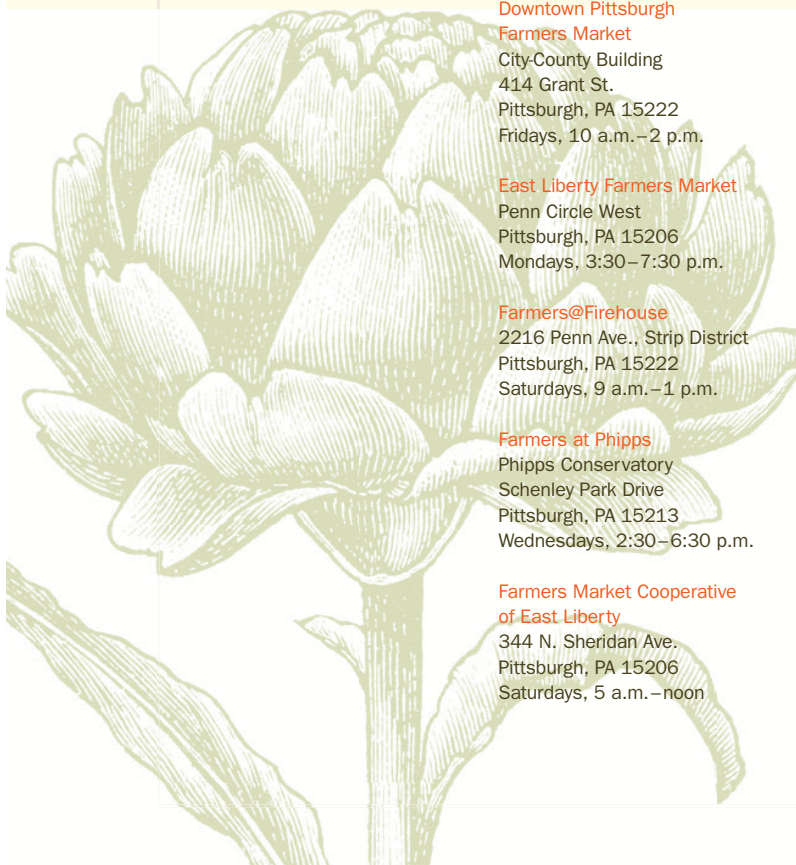 Downtown Pittsburgh
Farmers Market
City-County Building
414 Grant St.
Pittsburgh, PA 15222
Fridays, 10 a.m.–2 p.m.
East Liberty Farmers Market
Penn Circle West
Pittsburgh, PA 15206
Mondays, 3:30–7:30 p.m.
Farmers@Firehouse
2216 Penn Ave., Strip District
Pittsburgh, PA 15222
Saturdays, 9 a.m.–1 p.m.
Farmers at Phipps
Phipps Conservatory
Schenley Park Drive
Pittsburgh, PA 15213
Wednesdays, 2:30–6:30 p.m.
Farmers Market Cooperative
of East Liberty
344 N. Sheridan Ave.
Pittsburgh, PA 15206
Saturdays, 5 a.m.–noon